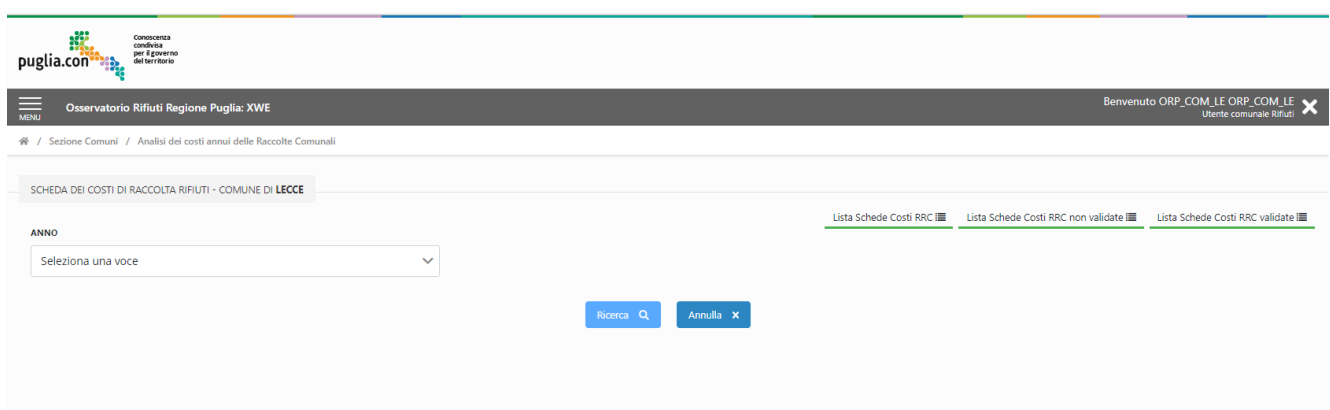 puglia.con
Conoscenza
condivisa
per il governo
del territorio
MENU
Osservatorio Rifiuti Regione Puglia: XWE
Benvenuto ORP_COM_LE ORP_COM_LE
Utente comunale Rifiuti
/ Sezione Comuni / Analisi dei costi annui delle Raccolte Comunali
SCHEDA DEI COSTI DI RACCOLTA RIFIUTI - COMUNE DI LECCE
Lista Schede Costi RRC Lista Schede Costi RRC non validate Lista Schede Costi RRC validate
ANNO
Seleziona una voce
Ricerca Annulla